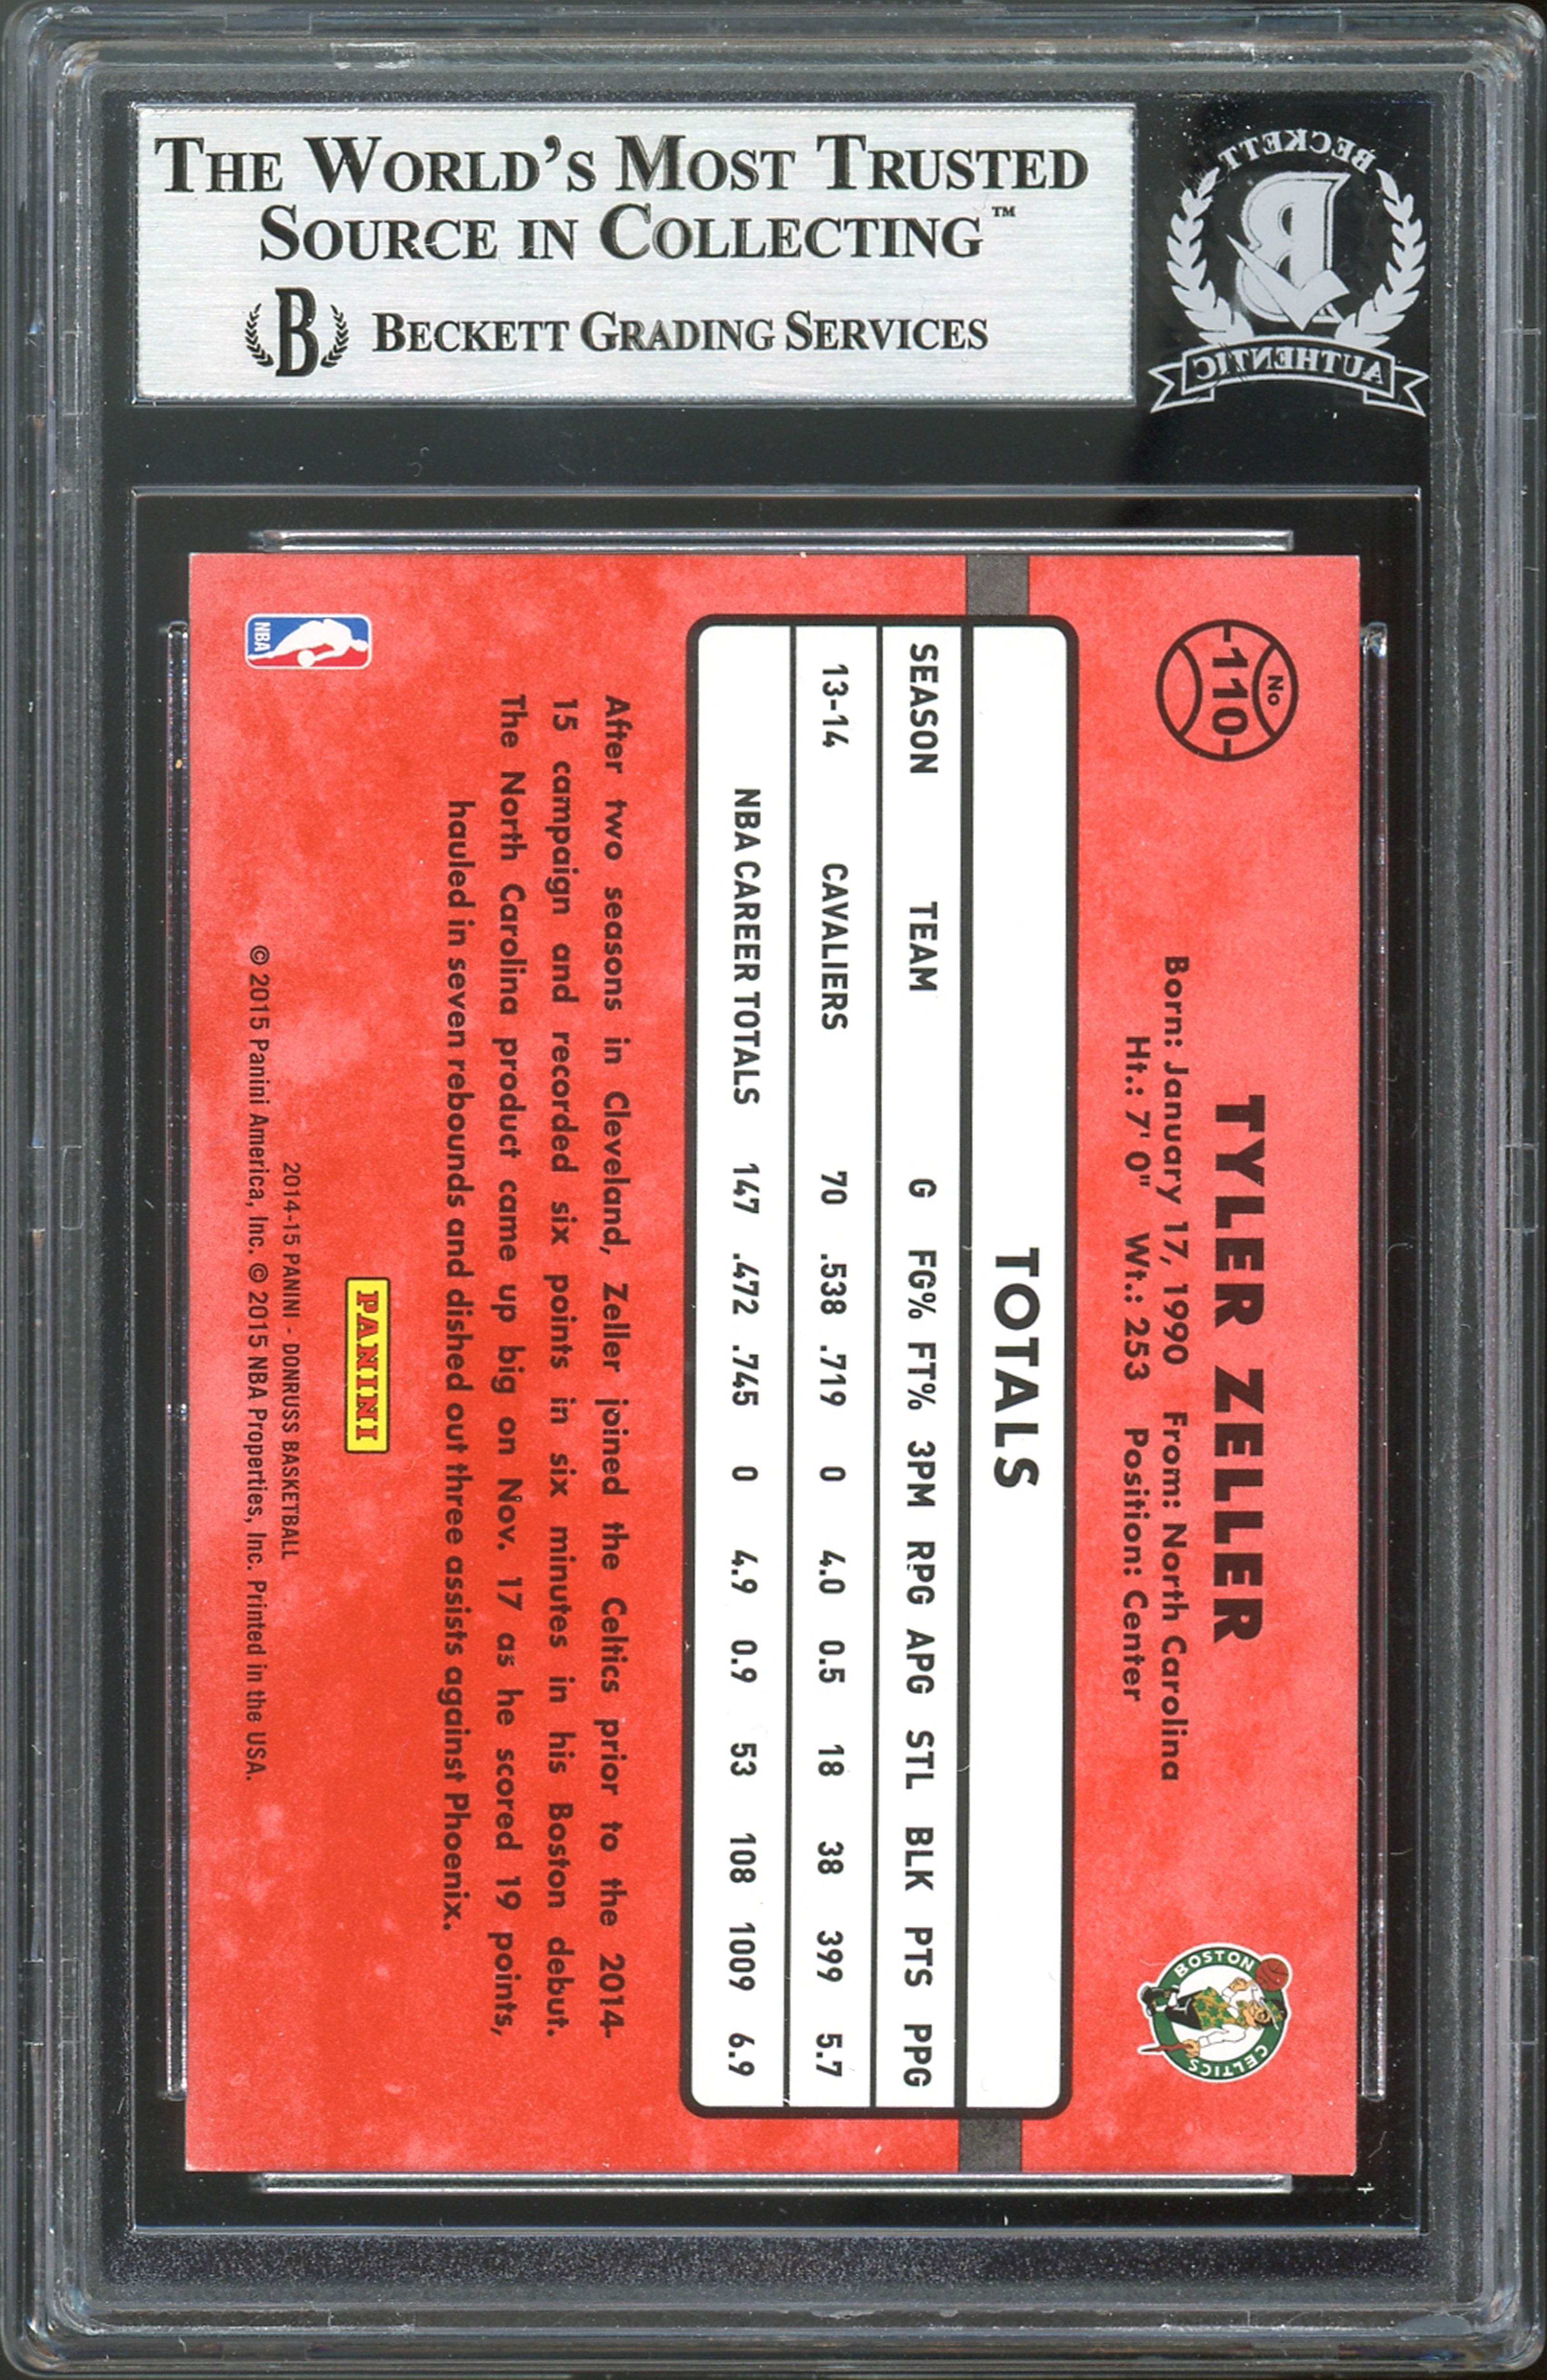 THE WORLD'S MOST TRUSTED
SOURCE IN COLLECTING™
B BECKETT GRADING SERVICES
BECKETT
B
AUTHENTIC
No
110
TYLER ZELLER
Born: January 17, 1990 From: North Carolina
Ht.: 7' 0" Wt.: 253 Position: Center
BOSTON
CELTICS
TOTALS
SEASON TEAM G FG% FT% 3PM RPG APG STL BLK PTS PPG
13-14 CAVALIERS 70 .538 .719 0 4.0 0.5 18 38 399 5.7
NBA CAREER TOTALS 147 .472 .745 0 4.9 0.9 53 108 1009 6.9
After two seasons in Cleveland, Zeller joined the Celtics prior to the 2014-
15 campaign and recorded six points in six minutes in his Boston debut.
The North Carolina product came up big on Nov. 17 as he scored 19 points,
hauled in seven rebounds and dished out three assists against Phoenix.
NBA
PANINI
2014-15 PANINI - DONRUSS BASKETBALL
© 2015 Panini America, Inc. © 2015 NBA Properties, Inc. Printed in the USA.